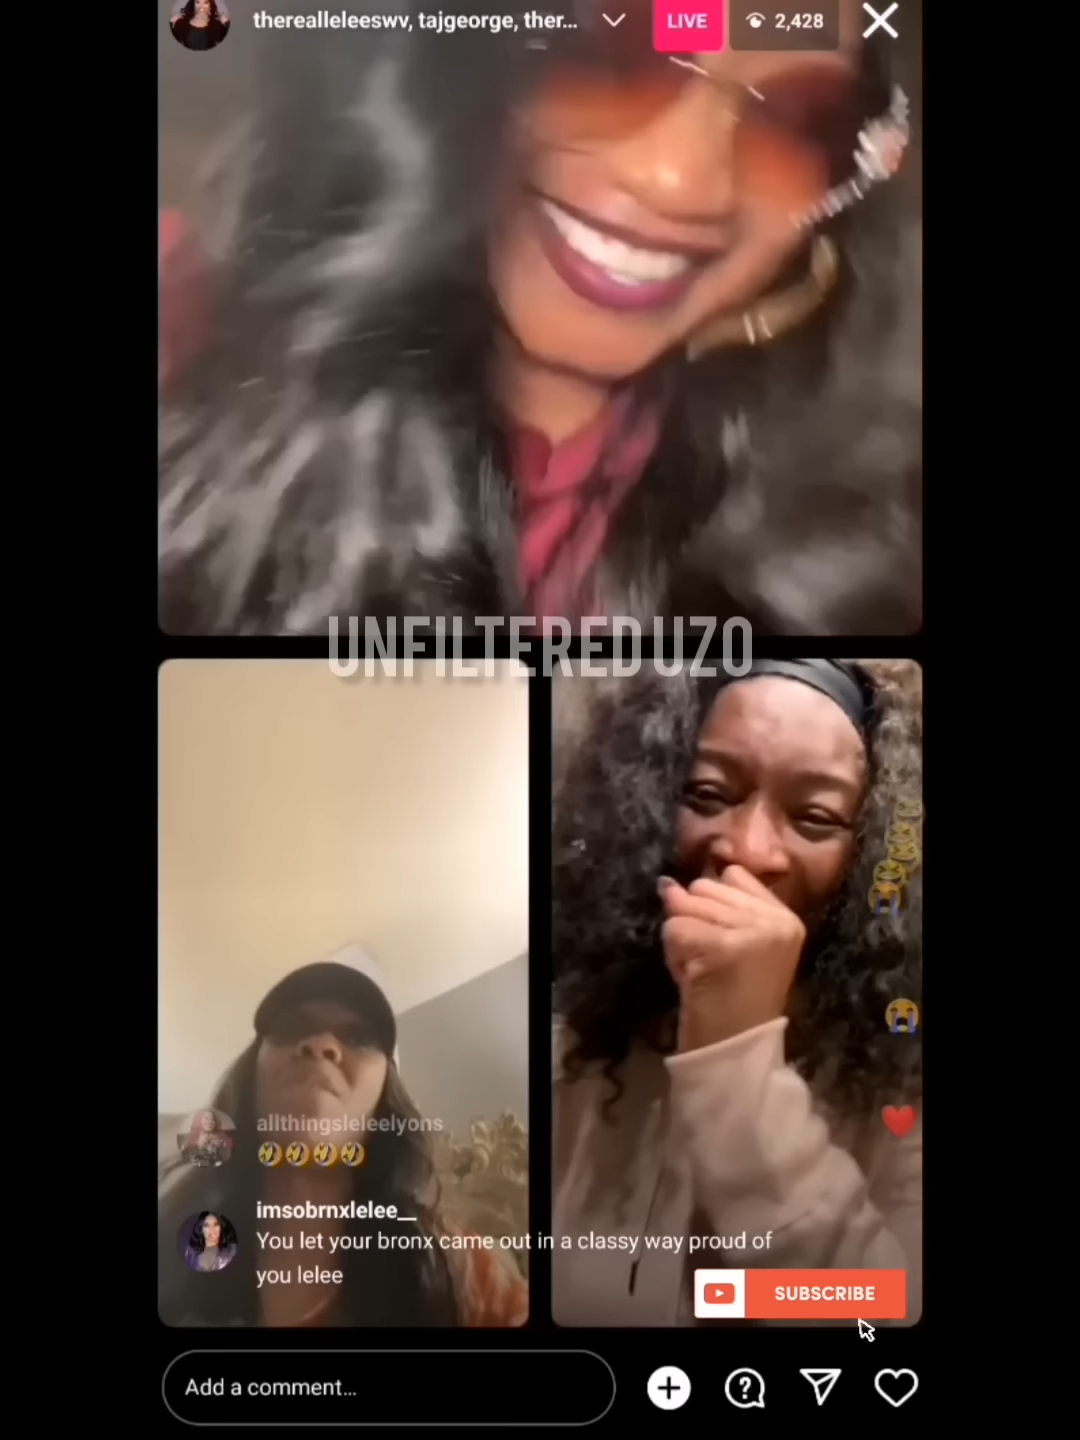 therealleleeswv, tajgeorge, ther...
LIVE
2,428
UNFILTEREDUZO
allthingsleleelyons
imsobrnxlelee__
You let your bronx came out in a classy way proud of
you lelee
SUBSCRIBE
Add a comment...